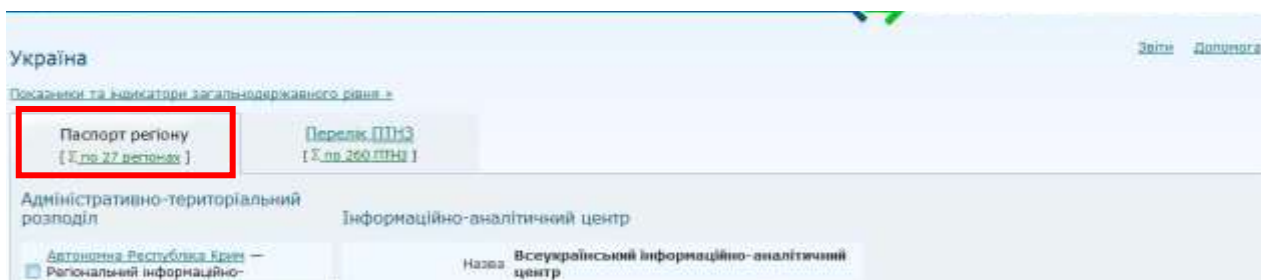 Україна
Звіти Допомога
Показники та індикатори загальнодержавного рівня »
Паспорт регіону
[ Σ по 27 регіонах ]
Перелік ПТНЗ
[ Σ по 260 ПТНЗ ]
Адміністративно-територіальний
розподіл
Інформаційно-аналітичний центр
Автономна Республіка Крим —
Регіональний інформаційно-
Назва Всеукраїнський інформаційно-аналітичний
центр